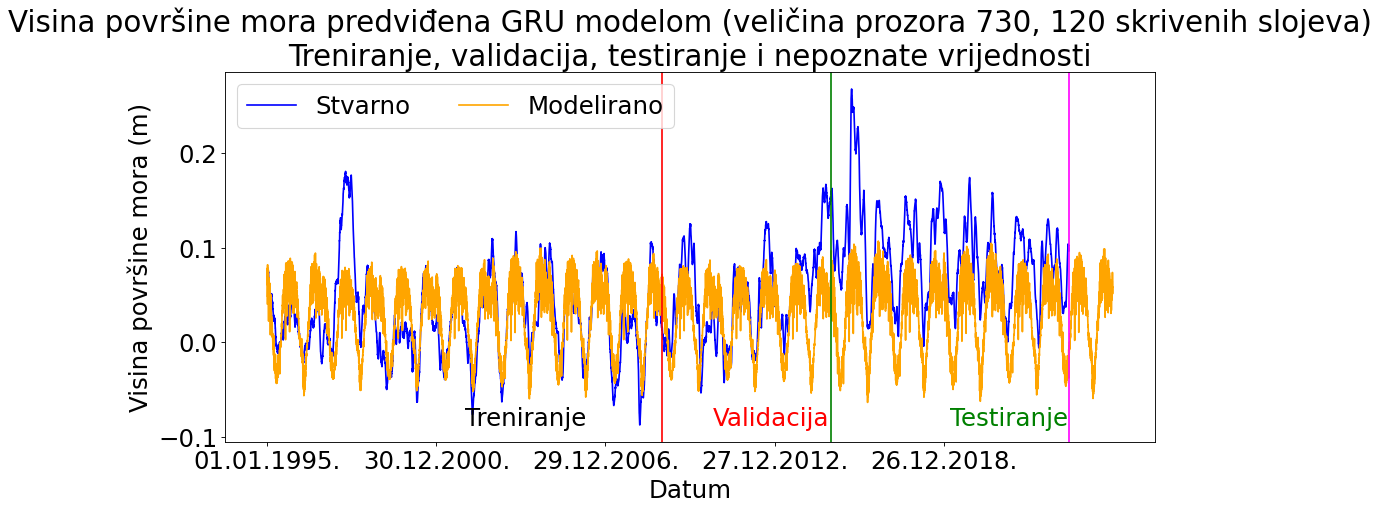 Visina površine mora predviđena GRU modelom (veličina prozora 730, 120 skrivenih slojeva)
Treniranje, validacija, testiranje i nepoznate vrijednosti
Stvarno
Modelirano
Visina površine mora (m)
0.2
0.1
0.0
−0.1
Treniranje
Validacija
Testiranje
01.01.1995.
30.12.2000.
29.12.2006.
27.12.2012.
26.12.2018.
Datum